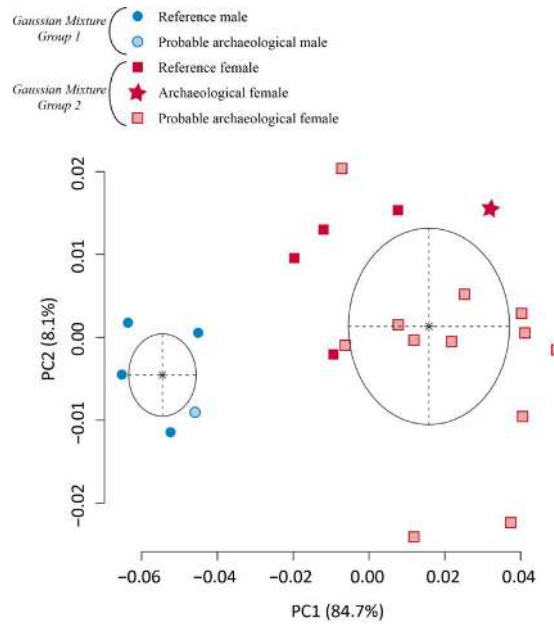 Gaussian Mixture
Group 1
Reference male
Probable archaeological male
Gaussian Mixture
Group 2
Reference female
Archaeological female
Probable archaeological female
PC2 (8.1%)
0.02
0.01
0.00
−0.01
−0.02
−0.06
−0.04
−0.02
0.00
0.02
0.04
PC1 (84.7%)